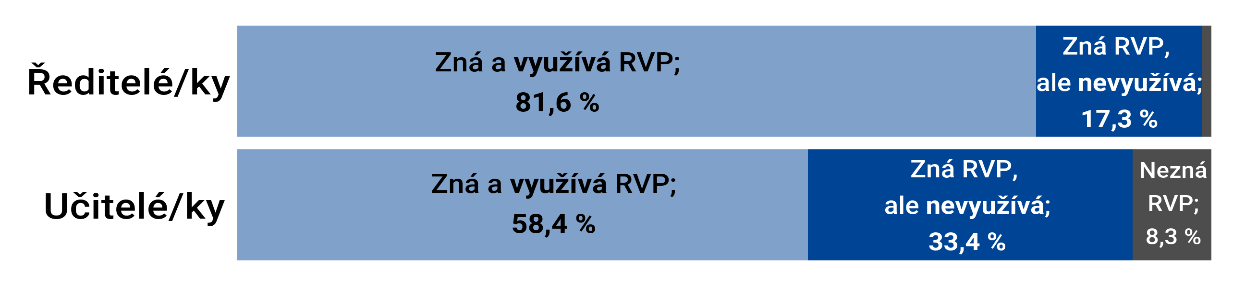 Ředitelé/ky
Zná a využívá RVP;
81,6 %
Zná RVP,
ale nevyužívá;
17,3 %
Učitelé/ky
Zná a využívá RVP;
58,4 %
Zná RVP,
ale nevyužívá;
33,4 %
Nezná
RVP;
8,3 %